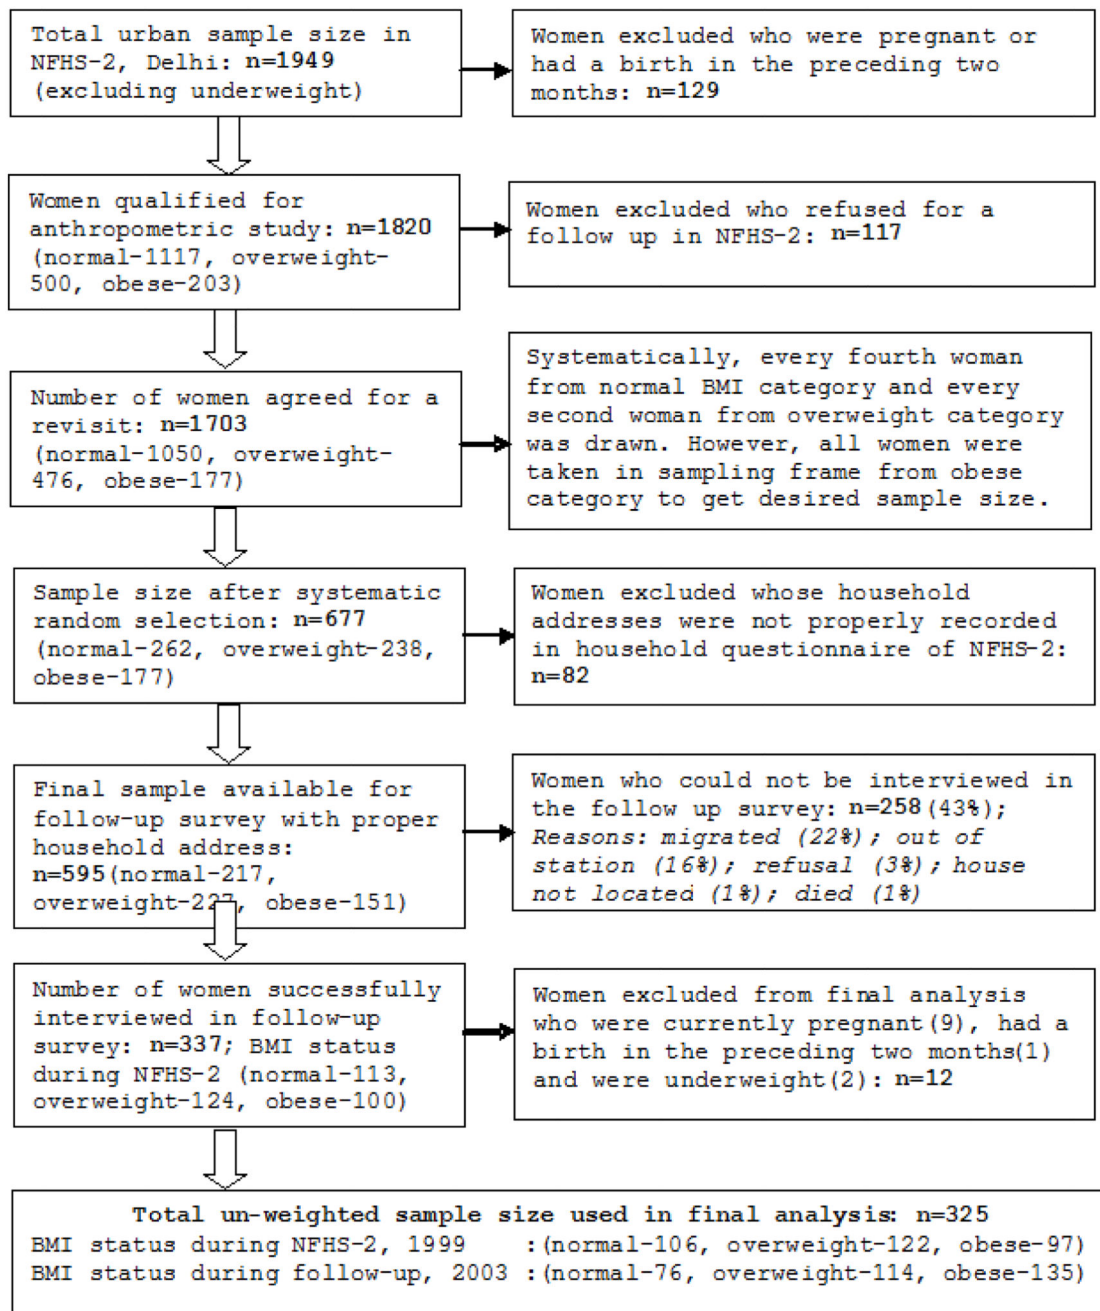 Total urban sample size in
NFHS-2, Delhi: n=1949
(excluding underweight)
Women excluded who were pregnant or
had a birth in the preceding two
months: n=129
Women qualified for
anthropometric study: n=1820
(normal-1117, overweight-
500, obese-203)
Women excluded who refused for a
follow up in NFHS-2: n=117
Number of women agreed for a
revisit: n=1703
(normal-1050, overweight-
476, obese-177)
Systematically, every fourth woman
from normal BMI category and every
second woman from overweight category
was drawn. However, all women were
taken in sampling frame from obese
category to get desired sample size.
Sample size after systematic
random selection: n=677
(normal-262, overweight-238,
obese-177)
Women excluded whose household
addresses were not properly recorded
in household questionnaire of NFHS-2:
n=82
Final sample available for
follow-up survey with proper
household address:
n=595(normal-217,
overweight-227, obese-151)
Women who could not be interviewed in
the follow up survey: n=258(43%);
Reasons: migrated (22%); out of
station (16%); refusal (3%); house
not located (1%); died (1%)
Number of women successfully
interviewed in follow-up
survey: n=337; BMI status
during NFHS-2 (normal-113,
overweight-124, obese-100)
Women excluded from final analysis
who were currently pregnant(9), had a
birth in the preceding two months(1)
and were underweight(2): n=12
Total un-weighted sample size used in final analysis: n=325
BMI status during NFHS-2, 1999 :(normal-106, overweight-122, obese-97)
BMI status during follow-up, 2003 :(normal-76, overweight-114, obese-135)